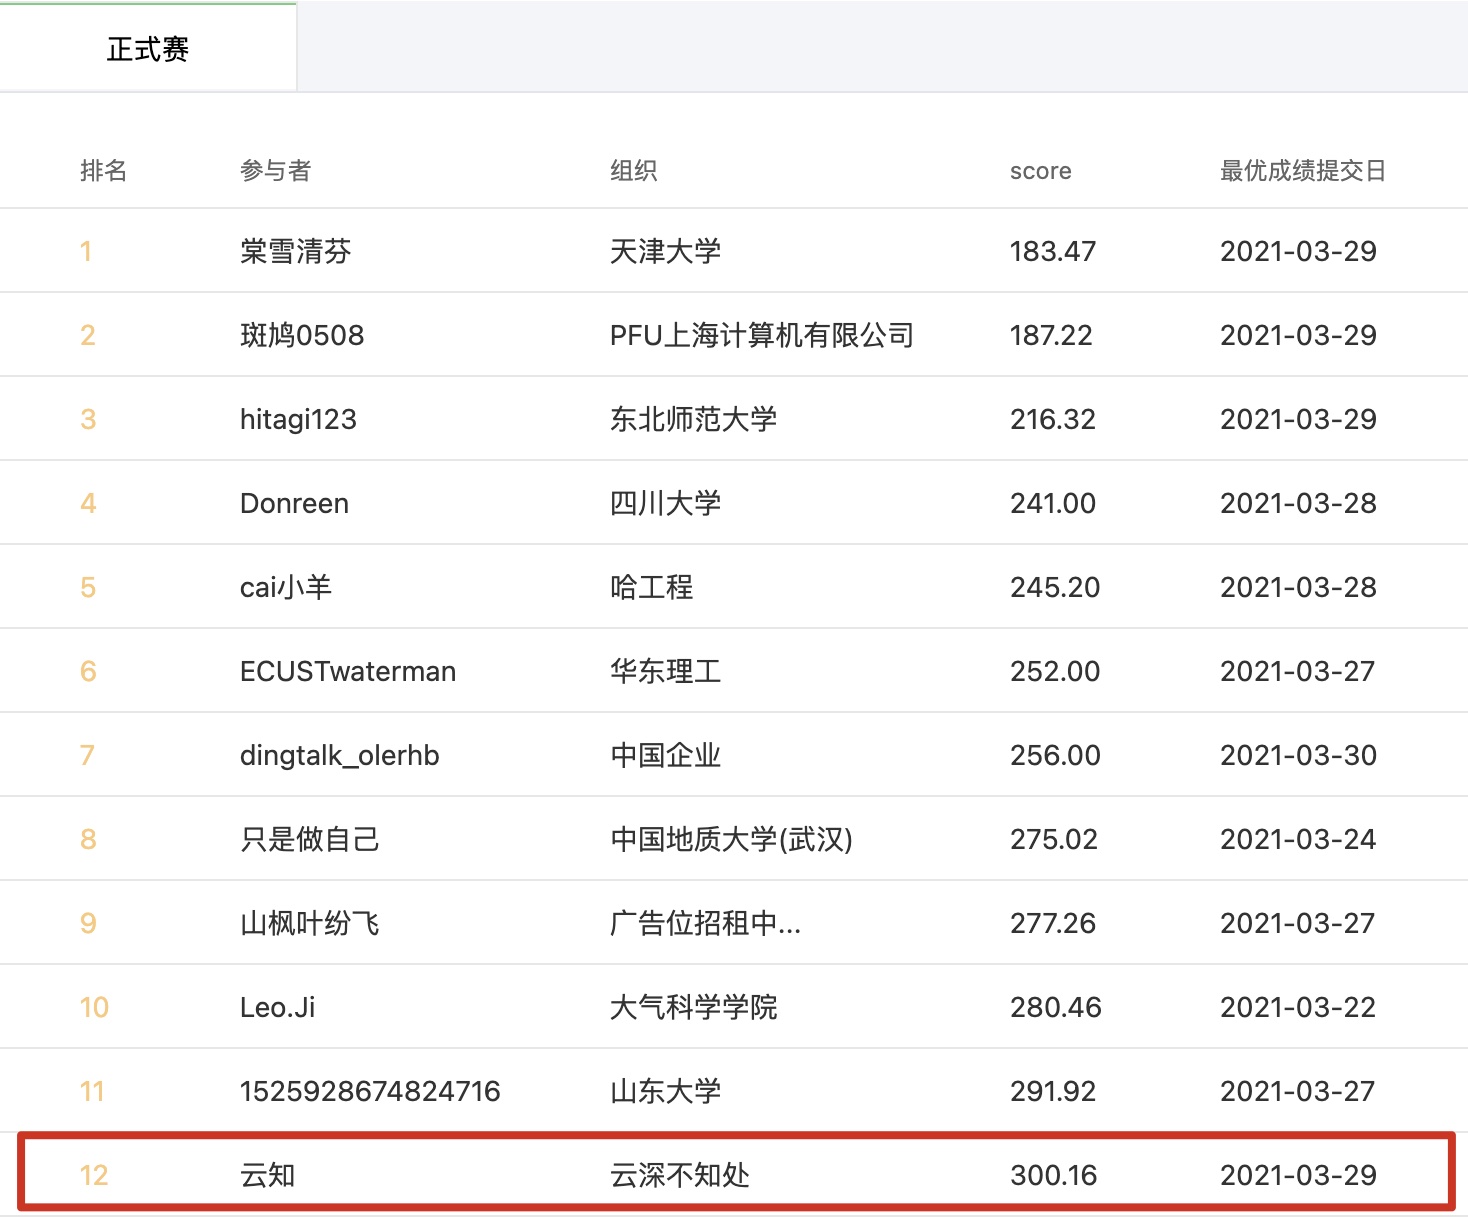 正式赛
排名 参与者 组织 score 最优成绩提交日
1 棠雪清芬 天津大学 183.47 2021-03-29
2 斑鸠0508 PFU上海计算机有限公司 187.22 2021-03-29
3 hitagi123 东北师范大学 216.32 2021-03-29
4 Donreen 四川大学 241.00 2021-03-28
5 cai小羊 哈工程 245.20 2021-03-28
6 ECUSTwaterman 华东理工 252.00 2021-03-27
7 dingtalk_olerhb 中国企业 256.00 2021-03-30
8 只是做自己 中国地质大学(武汉) 275.02 2021-03-24
9 山枫叶纷飞 广告位招租中... 277.26 2021-03-27
10 Leo.Ji 大气科学学院 280.46 2021-03-22
11 1525928674824716 山东大学 291.92 2021-03-27
12 云知 云深不知处 300.16 2021-03-29